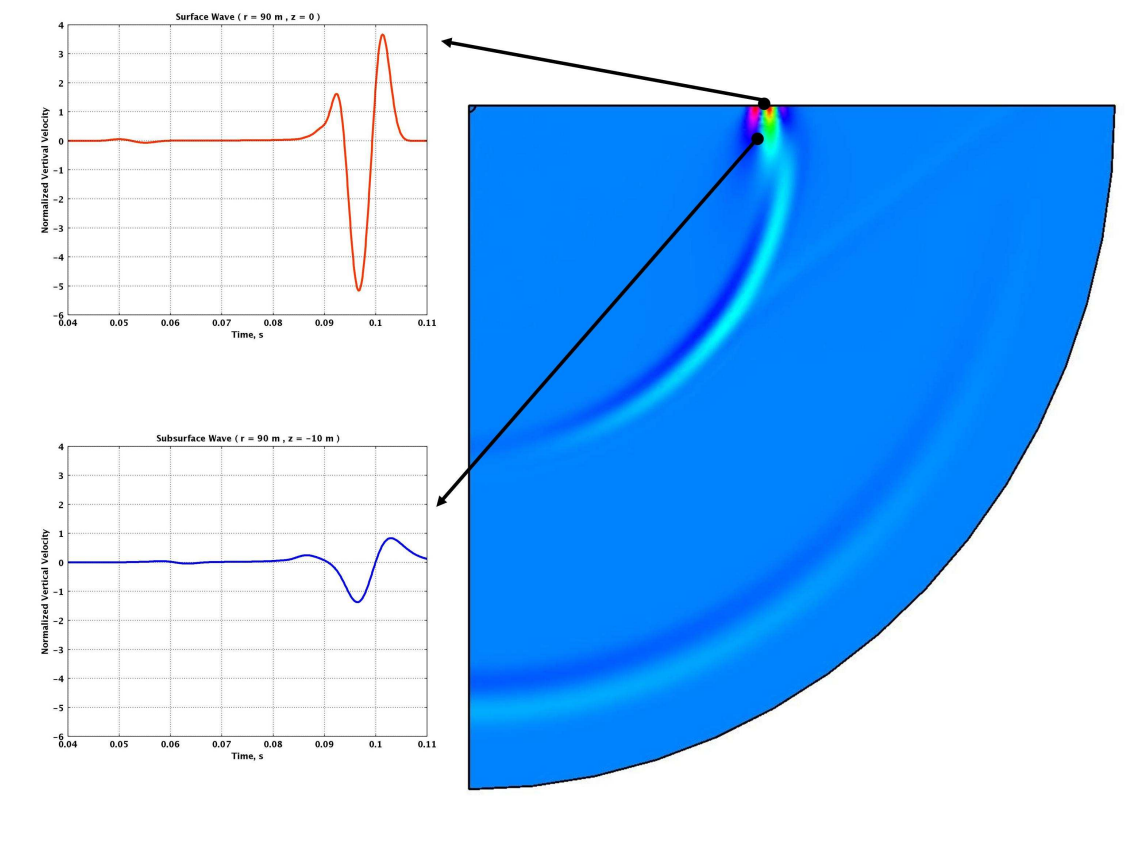 Surface Wave ( r = 90 m , z = 0 )
4
3
2
1
0
−1
−2
−3
−4
−5
−6
Normalized Vertival Velocity
0.04 0.05 0.06 0.07 0.08 0.09 0.1 0.11
Time, s
Subsurface Wave ( r = 90 m , z = −10 m )
4
3
2
1
0
−1
−2
−3
−4
−5
−6
Normalized Vertical Velocity
0.04 0.05 0.06 0.07 0.08 0.09 0.1 0.11
Time, s